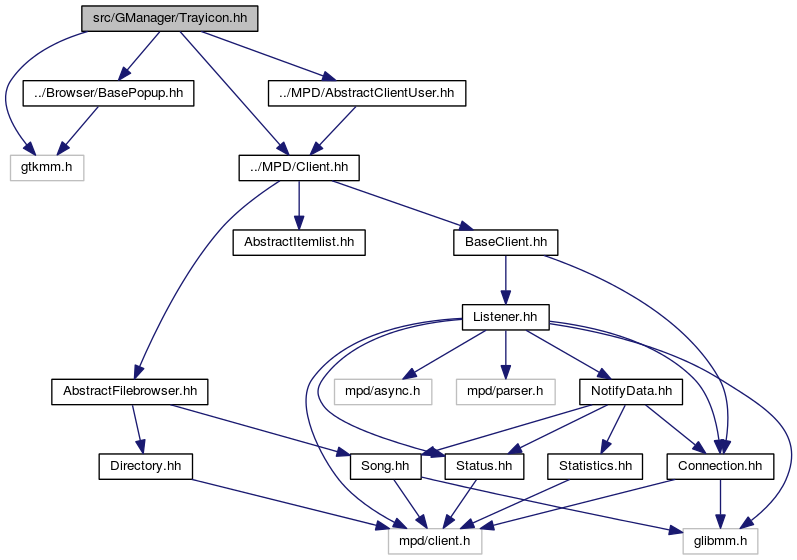 src/GManager/Trayicon.hh
../Browser/BasePopup.hh
../MPD/AbstractClientUser.hh
gtkmm.h
../MPD/Client.hh
AbstractItemlist.hh
BaseClient.hh
Listener.hh
AbstractFilebrowser.hh
mpd/async.h
mpd/parser.h
NotifyData.hh
Directory.hh
Song.hh
Status.hh
Statistics.hh
Connection.hh
mpd/client.h
glibmm.h